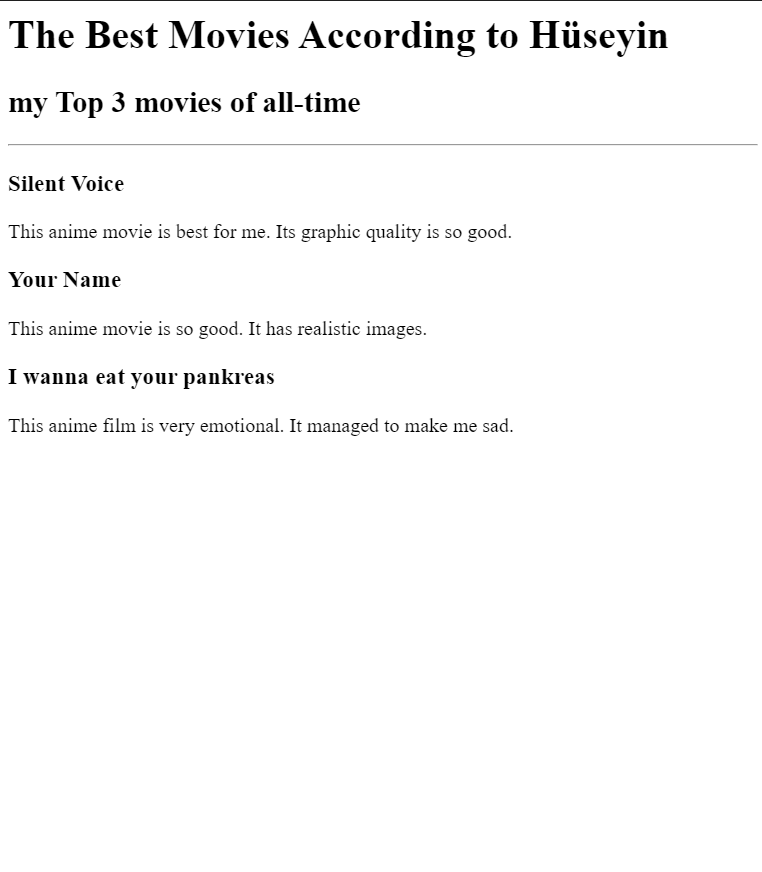 The Best Movies According to Hüseyin
my Top 3 movies of all-time
Silent Voice
This anime movie is best for me. Its graphic quality is so good.
Your Name
This anime movie is so good. It has realistic images.
I wanna eat your pankreas
This anime film is very emotional. It managed to make me sad.